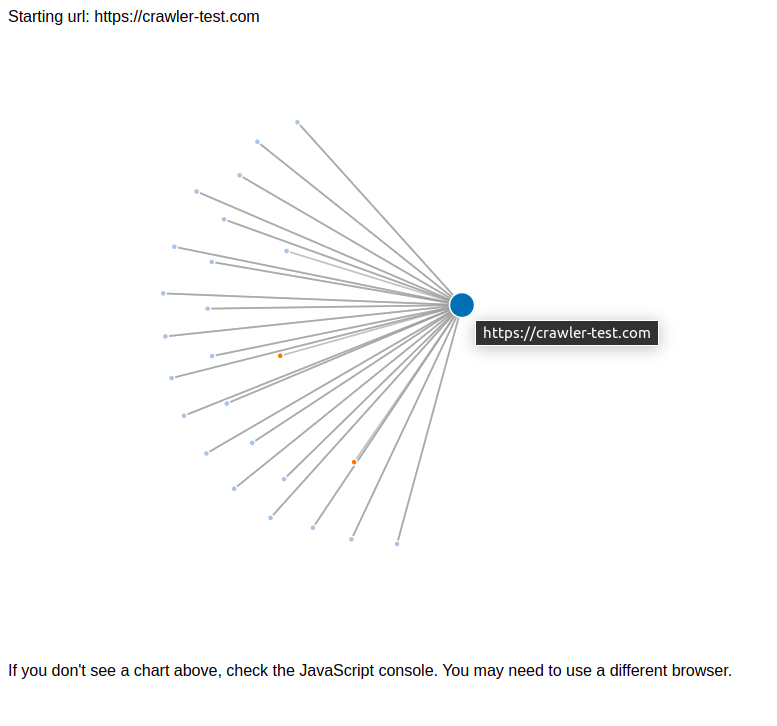 Starting url: https://crawler-test.com
https://crawler-test.com
If you don't see a chart above, check the JavaScript console. You may need to use a different browser.